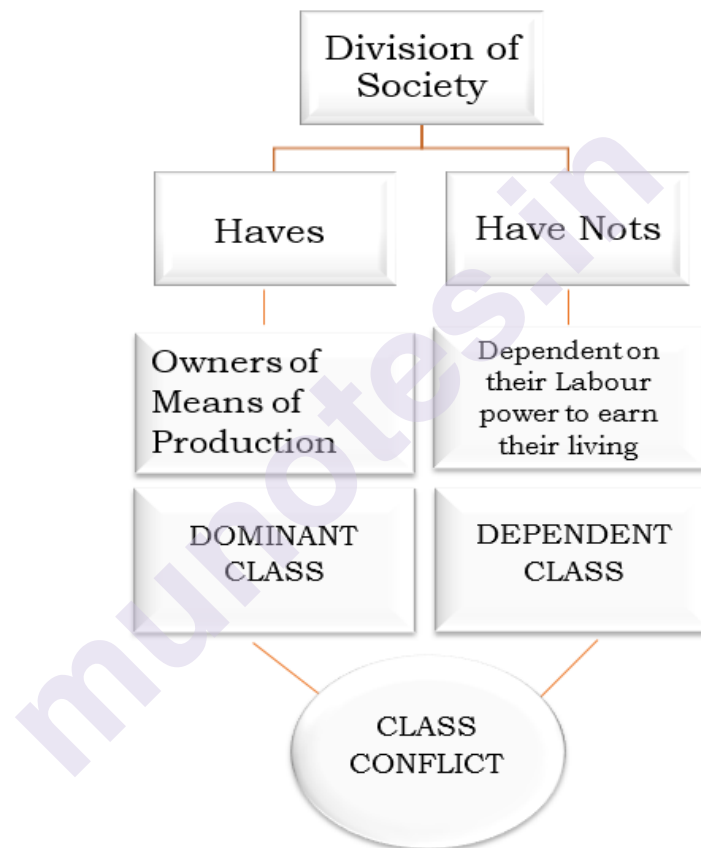 Division of
Society
Haves
Have Nots
Owners of
Means of
Production
Dependent on
their Labour
power to earn
their living
DOMINANT
CLASS
DEPENDENT
CLASS
CLASS
CONFLICT
munotes.in